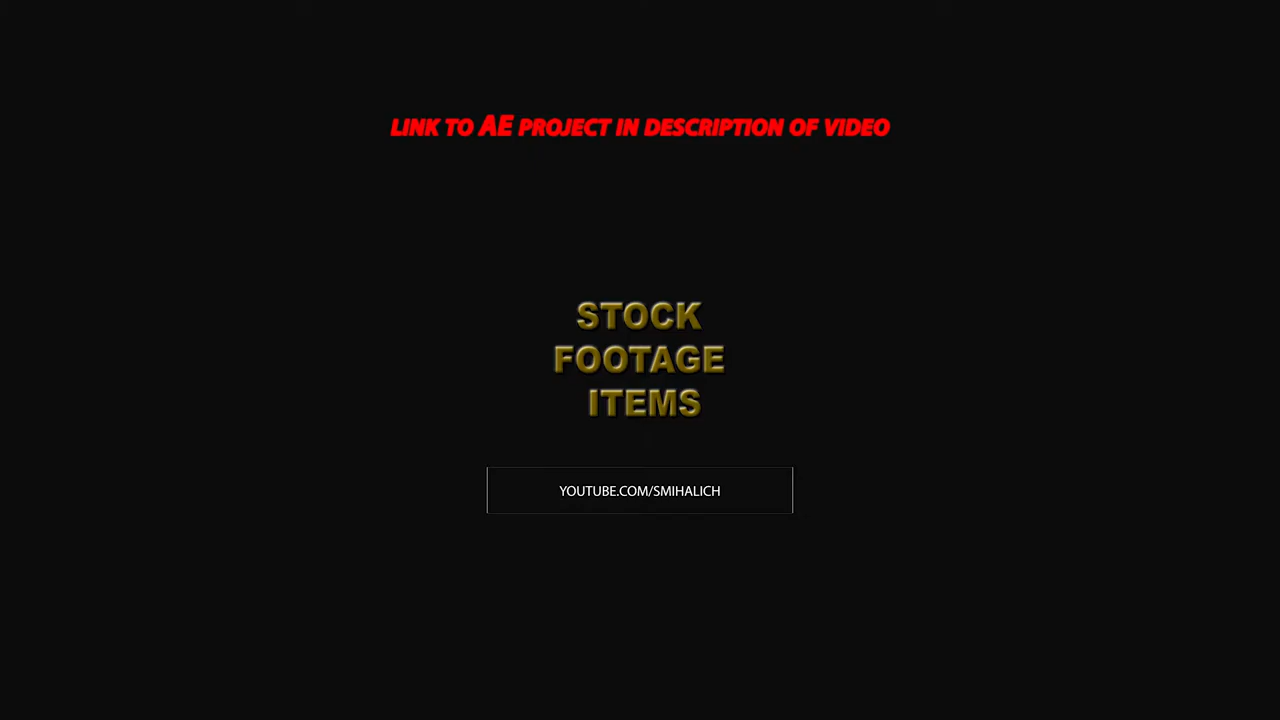 LINK TO AE PROJECT IN DESCRIPTION OF VIDEO
STOCK
FOOTAGE
ITEMS
YOUTUBE.COM/SMIHALICH